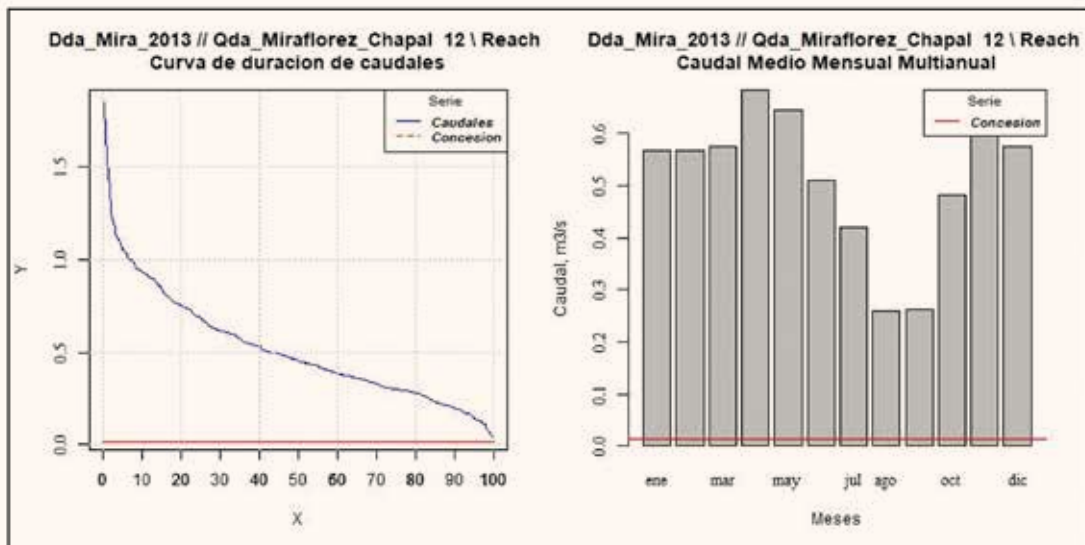 Dda_Mira_2013 // Qda_Miraflorez_Chapal 12 \ Reach
Curva de duracion de caudales
Serie
Caudales
Concesion
Y
0.0
0.5
1.0
1.5
0 10 20 30 40 50 60 70 80 90 100
X
Dda_Mira_2013 // Qda_Miraflorez_Chapal 12 \ Reach
Caudal Medio Mensual Multianual
Serie
Concesion
Caudal, m3/s
0.0
0.1
0.2
0.3
0.4
0.5
0.6
ene mar may jul ago oct dic
Meses